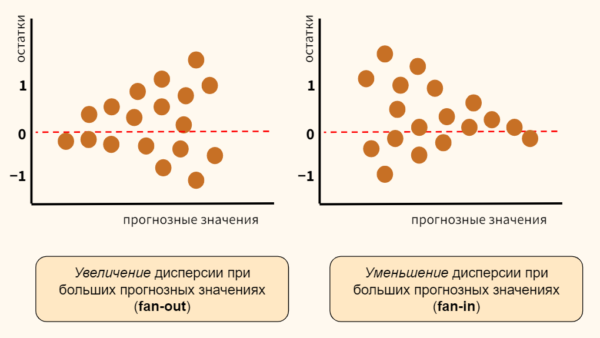 остатки
1
0
−1
прогнозные значения
Увеличение дисперсии при
больших прогнозных значениях
(fan-out)
остатки
1
0
−1
прогнозные значения
Уменьшение дисперсии при
больших прогнозных значениях
(fan-in)